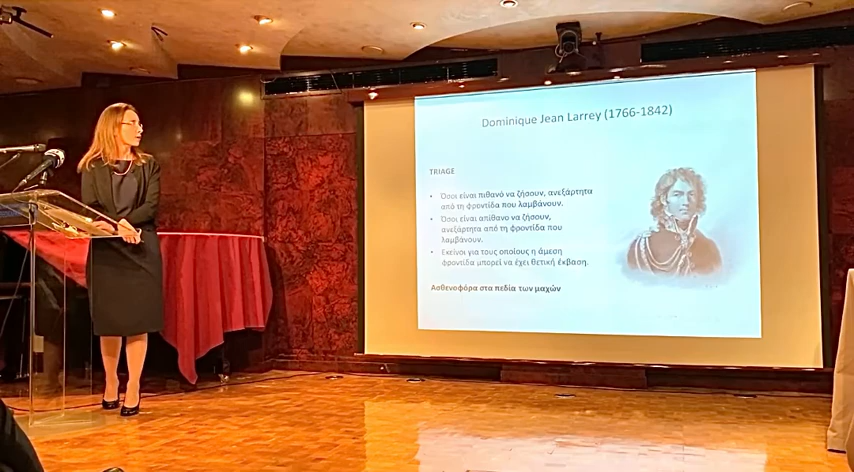 Dominique Jean Larrey (1766-1842)
TRIAGE
• Όσοι είναι πιθανό να ζήσουν, ανεξάρτητα
από τη φροντίδα που λαμβάνουν.
• Όσοι είναι απίθανο να ζήσουν,
ανεξάρτητα από τη φροντίδα που
λαμβάνουν.
• Εκείνοι για τους οποίους η άμεση
φροντίδα μπορεί να έχει θετική έκβαση.
Ασθενοφόρα στα πεδία των μαχών